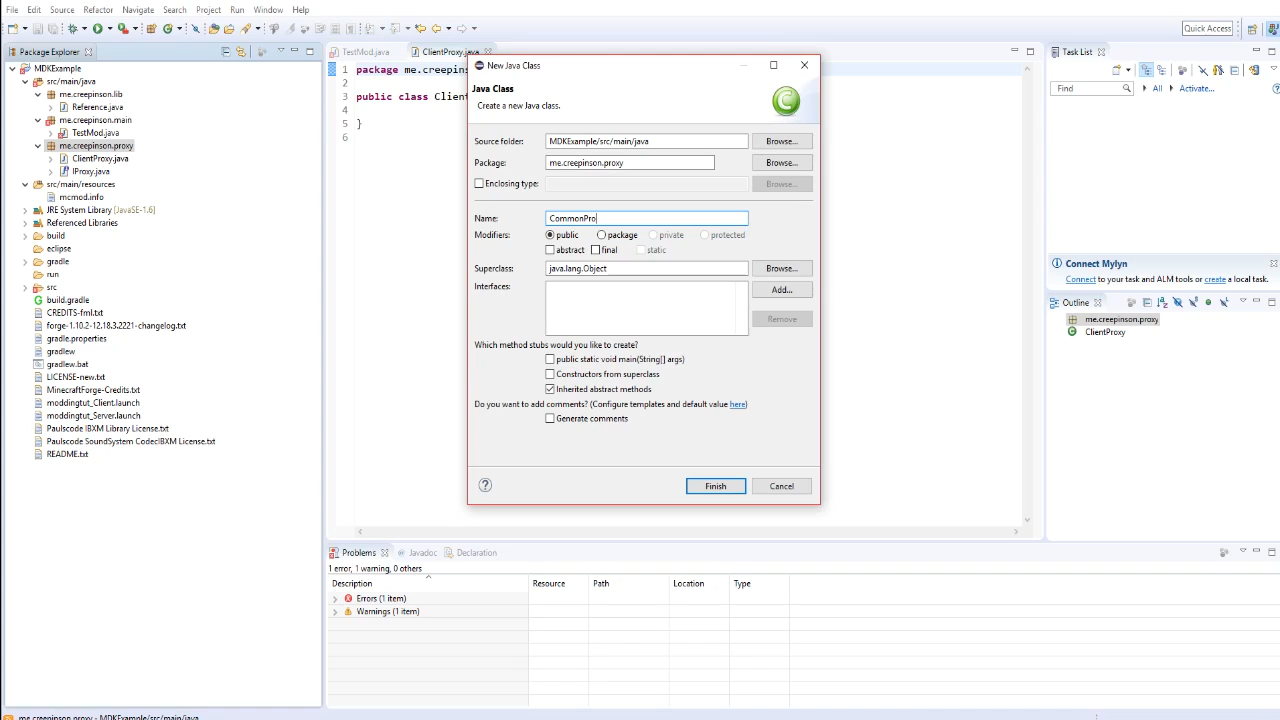 File Edit Source Refactor Navigate Search Project Run Window Help
Quick Access
Package Explorer
MDKExample
src/main/java
me.creepinson.lib
Reference.java
me.creepinson.main
TestMod.java
me.creepinson.proxy
ClientProxy.java
IProxy.java
src/main/resources
mcmod.info
JRE System Library [JavaSE-1.6]
Referenced Libraries
build
eclipse
gradle
run
src
build.gradle
CREDITS-fml.txt
forge-1.10.2-12.18.3.2221-changelog.txt
gradle.properties
gradlew
gradlew.bat
LICENSE-new.txt
MinecraftForge-Credits.txt
moddingtut_Client.launch
moddingtut_Server.launch
Paulscode IBXM Library License.txt
Paulscode SoundSystem CodecIBXM License.txt
README.txt
TestMod.java ClientProxy.java
1 package me.creepins
2
3 public class Clien
4
5 }
6
New Java Class
Java Class
Create a new Java class.
Source folder: MDKExample/src/main/java Browse...
Package: me.creepinson.proxy Browse...
Enclosing type: Browse...
Name: CommonPro
Modifiers: public package private protected
abstract final static
Superclass: java.lang.Object Browse...
Interfaces: Add...
Remove
Which method stubs would you like to create?
public static void main(String[] args)
Constructors from superclass
Inherited abstract methods
Do you want to add comments? (Configure templates and default value here)
Generate comments
Finish Cancel
Task List
Find All Activate...
Connect Mylyn
Connect to your task and ALM tools or create a local task.
Outline
me.creepinson.proxy
ClientProxy
Problems Javadoc Declaration
1 error, 1 warning, 0 others
Description Resource Path Location Type
Errors (1 item)
Warnings (1 item)
me.creepinson.proxy - MDKExample/src/main/java